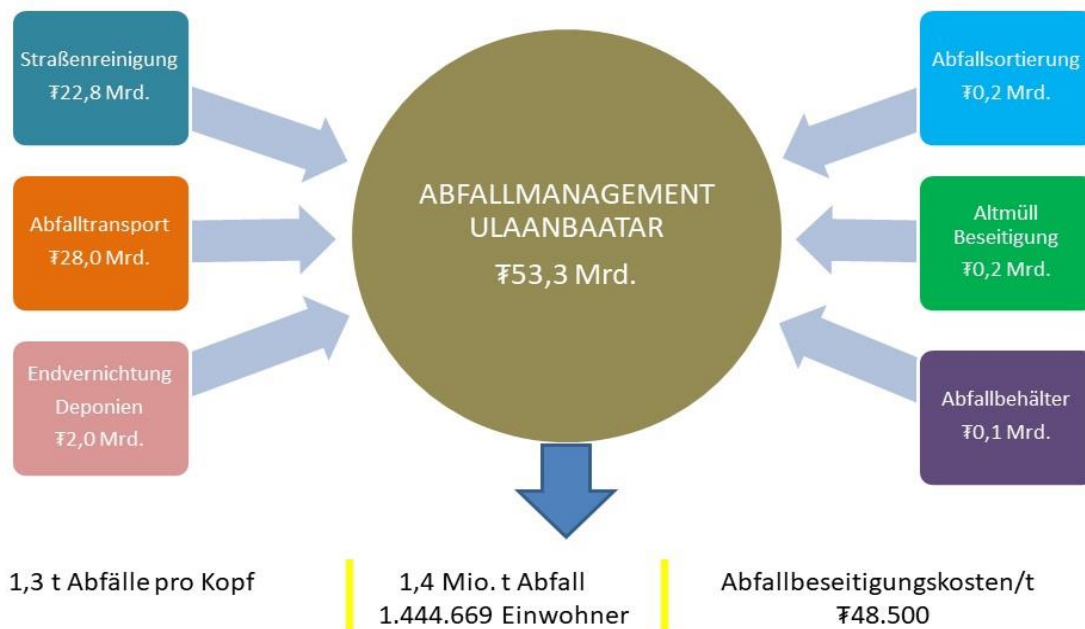 Straßenreinigung
₮22,8 Mrd.
Abfalltransport
₮28,0 Mrd.
Endvernichtung
Deponien
₮2,0 Mrd.
ABFALLMANAGEMENT
ULAANBAATAR
₮53,3 Mrd.
Abfallsortierung
₮0,2 Mrd.
Altmüll
Beseitigung
₮0,2 Mrd.
Abfallbehälter
₮0,1 Mrd.
1,3 t Abfälle pro Kopf
1,4 Mio. t Abfall
1.444.669 Einwohner
Abfallbeseitigungskosten/t
₮48.500